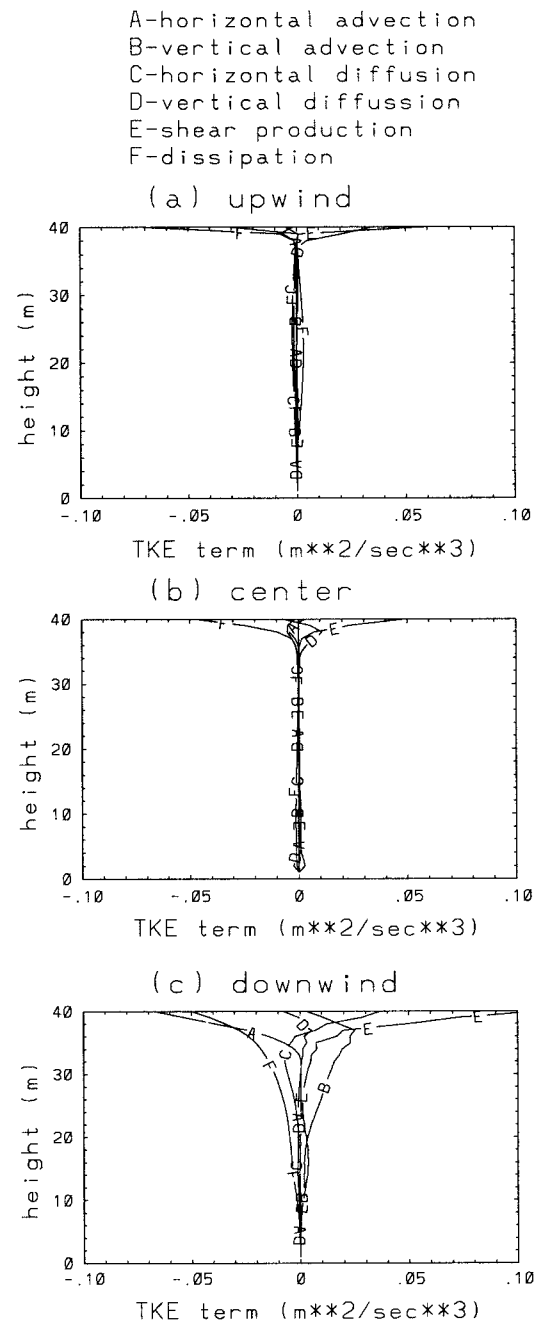 A-horizontal advection
B-vertical advection
C-horizontal diffusion
D-vertical diffussion
E-shear production
F-dissipation
(a) upwind
40
30
20
10
0
height (m)
-.10
-.05
0
.05
.10
TKE term (m**2/sec**3)
(b) center
40
30
20
10
0
height (m)
F
E
D
-.10
-.05
0
.05
.10
TKE term (m**2/sec**3)
(c) downwind
40
30
20
10
0
height (m)
A
F
C
D
E
E
B
-.10
-.05
0
.05
.10
TKE term (m**2/sec**3)